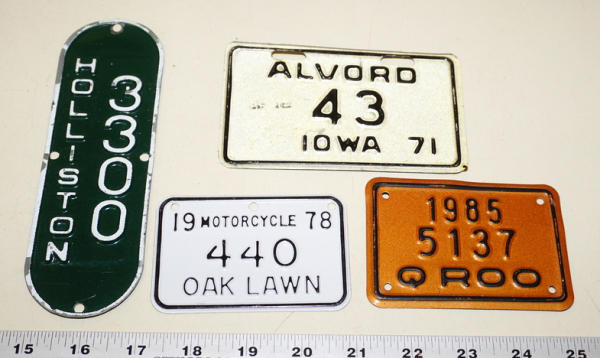 HOLLISTON
3300
ALVORD
43
IOWA 71
19 MOTORCYCLE 78
440
OAK LAWN
1985
5137
Q ROO
15 16 17 18 19 20 21 22 23 24 25